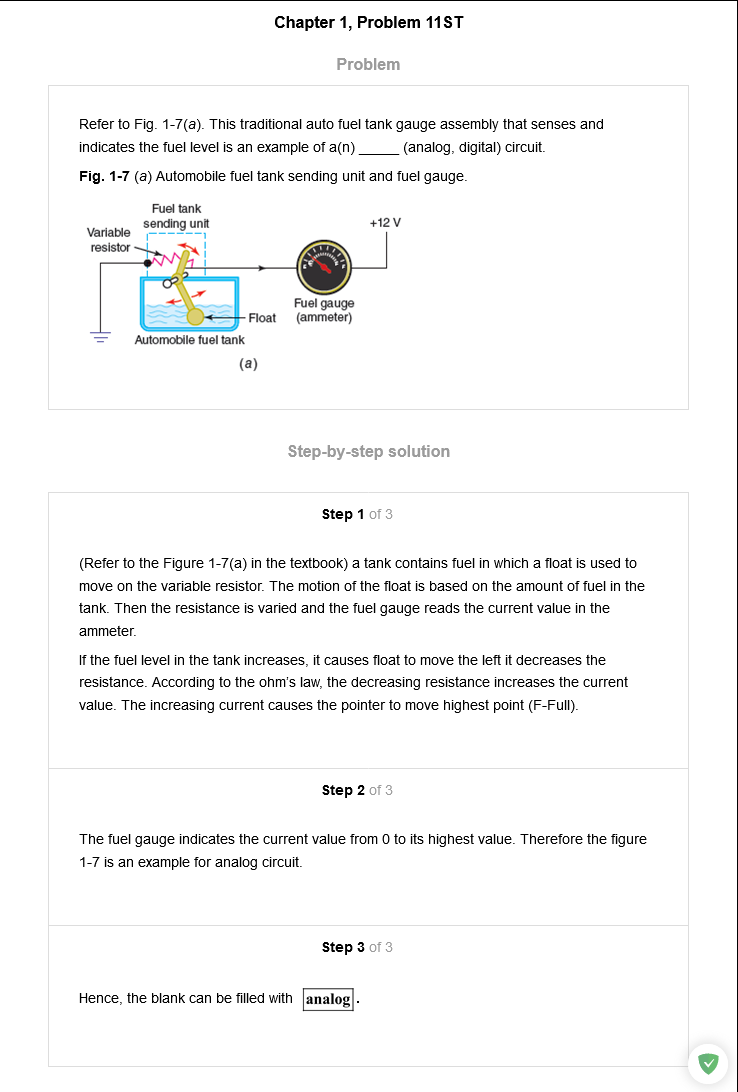 Chapter 1, Problem 11ST
Problem
Refer to Fig. 1-7(a). This traditional auto fuel tank gauge assembly that senses and
indicates the fuel level is an example of a(n) _____ (analog, digital) circuit.
Fig. 1-7 (a) Automobile fuel tank sending unit and fuel gauge.
Fuel tank
sending unit
Variable
resistor
+12 V
Fuel gauge
(ammeter)
Float
Automobile fuel tank
(a)
Step-by-step solution
Step 1 of 3
(Refer to the Figure 1-7(a) in the textbook) a tank contains fuel in which a float is used to
move on the variable resistor. The motion of the float is based on the amount of fuel in the
tank. Then the resistance is varied and the fuel gauge reads the current value in the
ammeter.
If the fuel level in the tank increases, it causes float to move the left it decreases the
resistance. According to the ohm's law, the decreasing resistance increases the current
value. The increasing current causes the pointer to move highest point (F-Full).
Step 2 of 3
The fuel gauge indicates the current value from 0 to its highest value. Therefore the figure
1-7 is an example for analog circuit.
Step 3 of 3
Hence, the blank can be filled with analog.